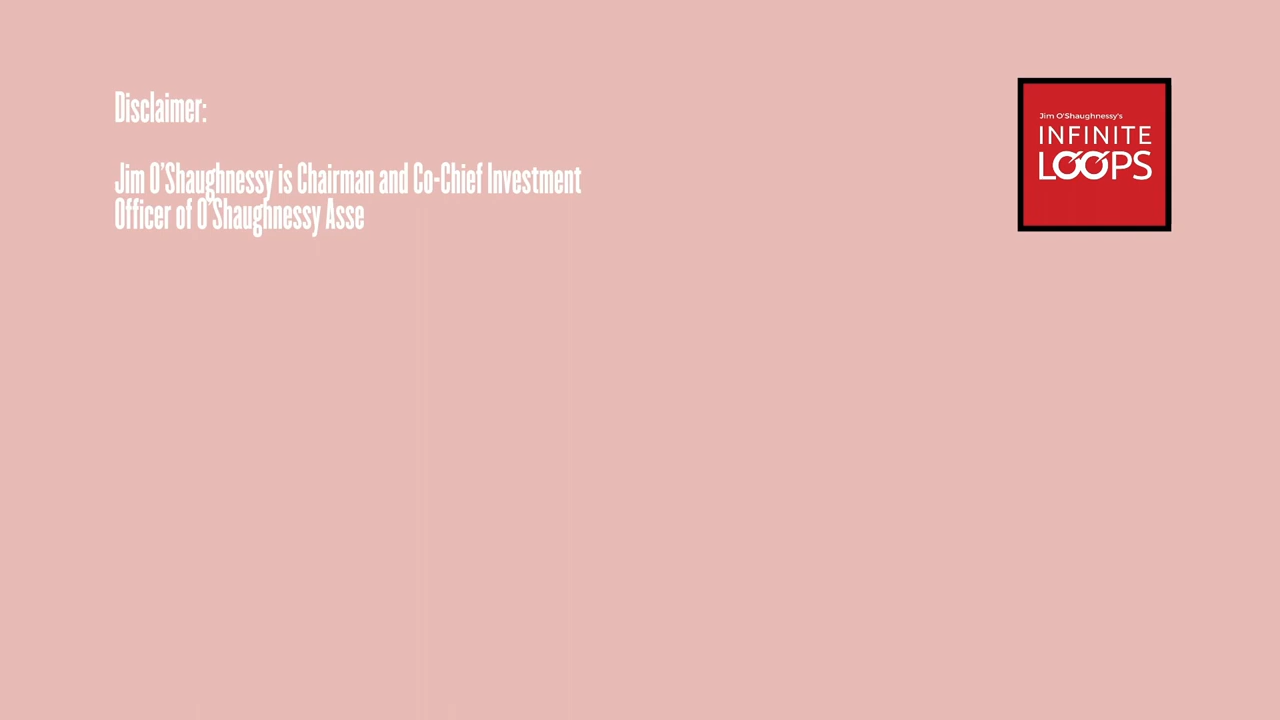 Disclaimer:
Jim O'Shaughnessy is Chairman and Co-Chief Investment
Officer of O'Shaughnessy Asse
Jim O'Shaughnessy's
INFINITE
LOOPS